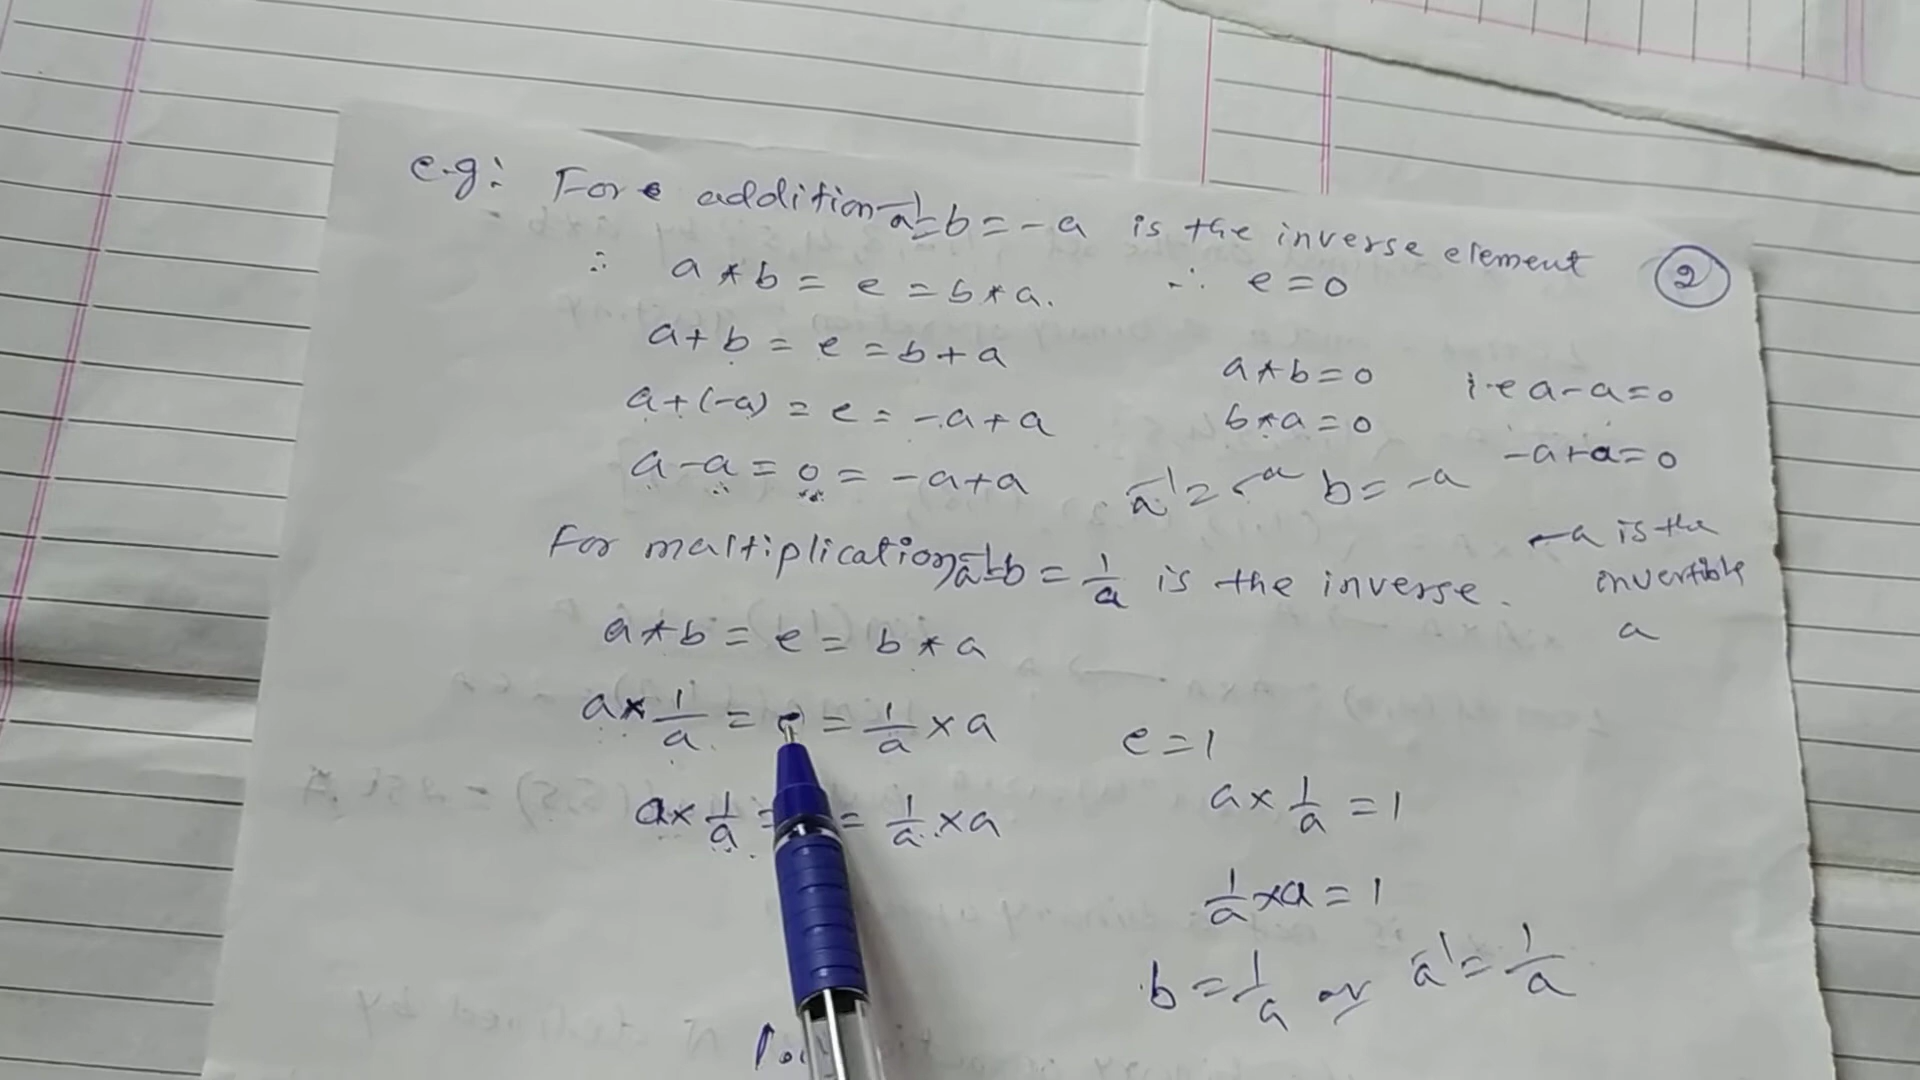 e.g: For addition a⁻¹=b=-a is the inverse element
②
∴ a*b = e = b*a. ∴ e=0
a+b = e = b+a
a*b=0 i.e a-a=0
a+(-a) = e = -a+a
b*a=0
-a+a=0
a-a = 0 = -a+a
a⁻¹=-a b=-a
-a is the
invertible
a
For maltiplication, a⁻¹=b = 1/a is the inverse.
a*b = e = b*a
a×1/a = e = 1/a × a
e=1
a×1/a = = 1/a × a
a×1/a = 1
1/a×a = 1
b=1/a or a⁻¹=1/a